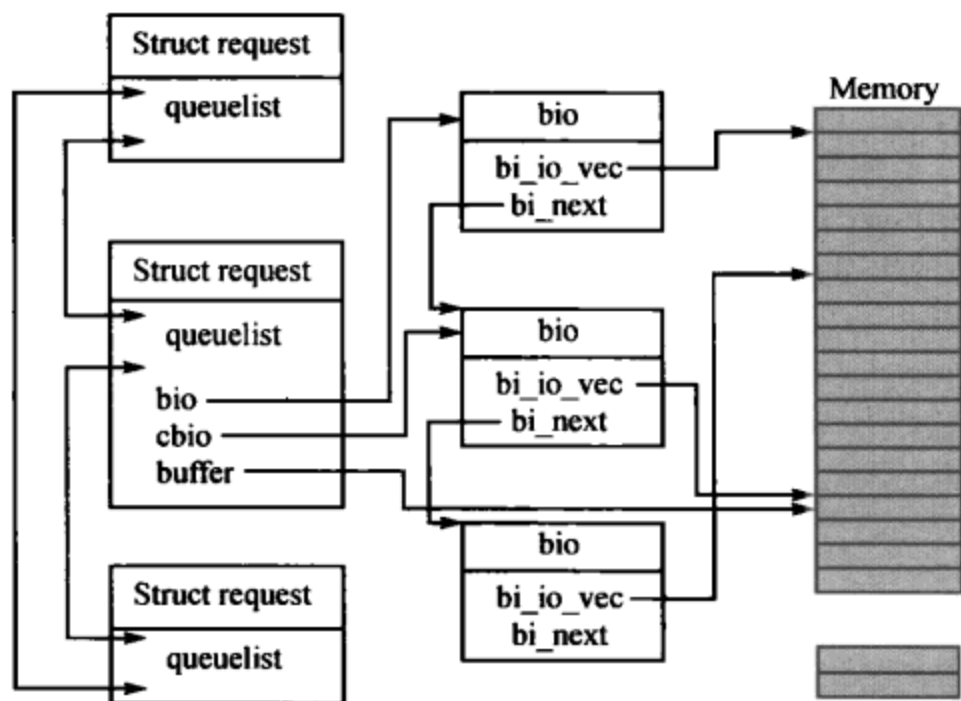 Struct request
queuelist
Struct request
queuelist
bio
cbio
buffer
Struct request
queuelist
bio
bi_io_vec
bi_next
bio
bi_io_vec
bi_next
bio
bi_io_vec
bi_next
Memory